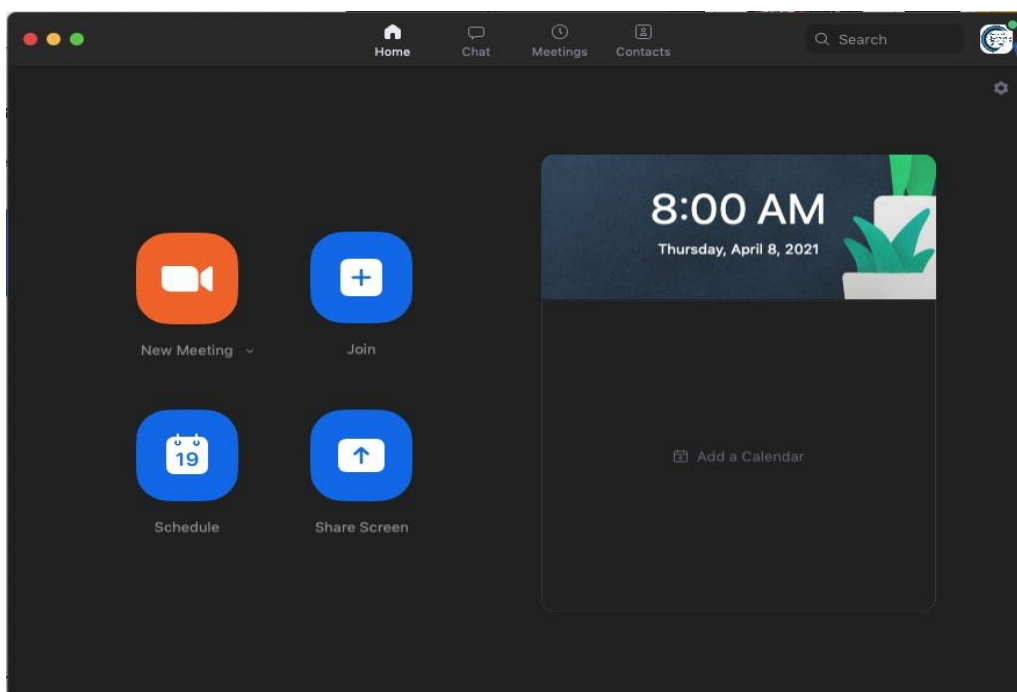 Home
Chat
Meetings
Contacts
Search
8:00 AM
Thursday, April 8, 2021
New Meeting
Join
19
Schedule
Share Screen
Add a Calendar